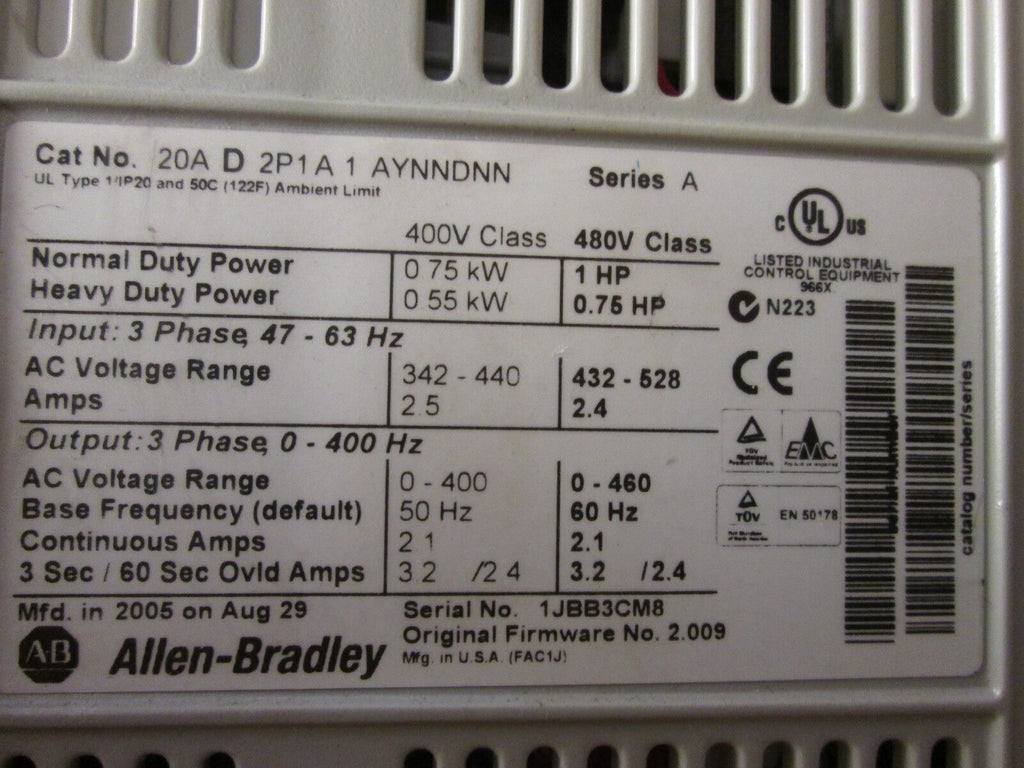 Cat No. 20A D 2P1A 1 AYNNDNN Series A
UL Type 1/IP20 and 50C (122F) Ambient Limit
400V Class 480V Class
Normal Duty Power 0 75 kW 1 HP
Heavy Duty Power 0 55 kW 0.75 HP
Input: 3 Phase, 47 - 63 Hz
AC Voltage Range 342 - 440 432 - 528
Amps 2.5 2.4
Output: 3 Phase, 0 - 400 Hz
AC Voltage Range 0 - 400 0 - 460
Base Frequency (default) 50 Hz 60 Hz
Continuous Amps 2 1 2.1
3 Sec / 60 Sec Ovld Amps 3 2 /2 4 3.2 /2.4
Mfd. in 2005 on Aug 29 Serial No. 1JBB3CM8
Original Firmware No. 2.009
AB Allen-Bradley Mfg. in U.S.A. (FAC1J)
C UL US
LISTED INDUSTRIAL
CONTROL EQUIPMENT
966X
N223
CE
TÜV
EMC
TÜV EN 50178
catalog number/series